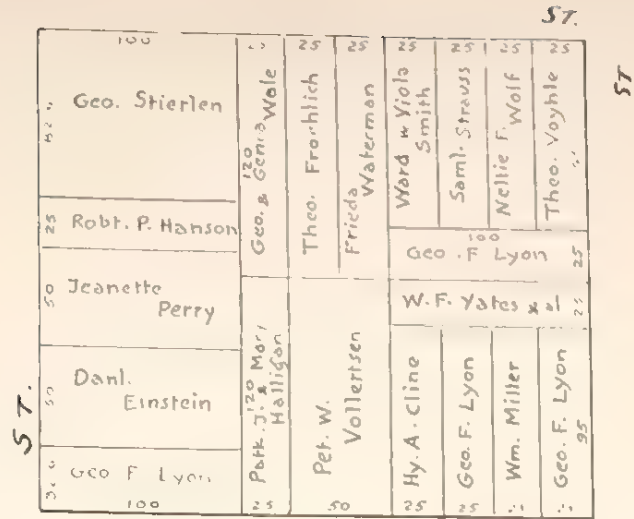 ST.
ST
100
25
25
25
25
25
25
Geo. Stierlen
120
Geo. & Genia Wole
Theo. Frohlich
Frieda
Waterman
Ward & Viola
Smith
Saml. Strauss
Nellie F.
Wolf
Theo. Voyhle
25
Robt. P. Hanson
100
Geo. F Lyon
25
50
Jeanette
Perry
W. F. Yates & al
25
50
Danl.
Einstein
Patk. J. & Mary
Halligan
120
Pet. W.
Vollertsen
Hy. A. Cline
Geo. F. Lyon
Wm. Miller
Geo. F. Lyon
95
ST.
Geo F Lyon
100
25
50
25
25